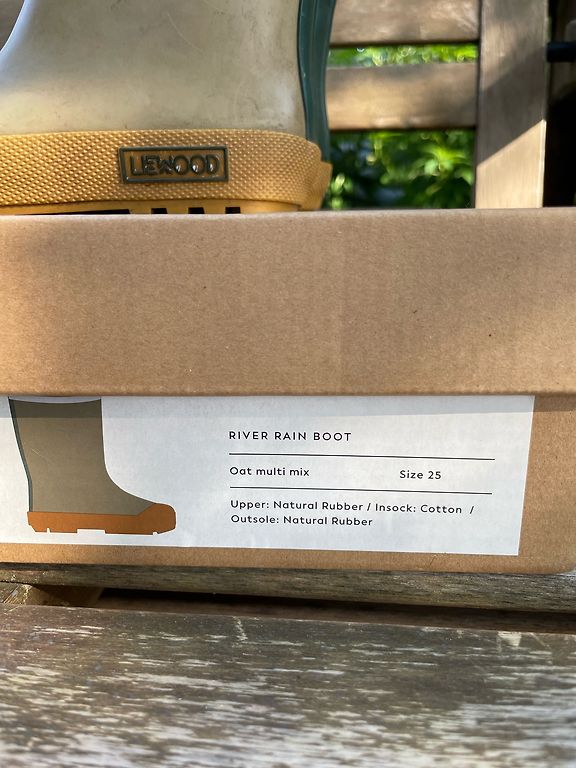 LIEWOOD
RIVER RAIN BOOT
Oat multi mix Size 25
Upper: Natural Rubber / Insock: Cotton /
Outsole: Natural Rubber